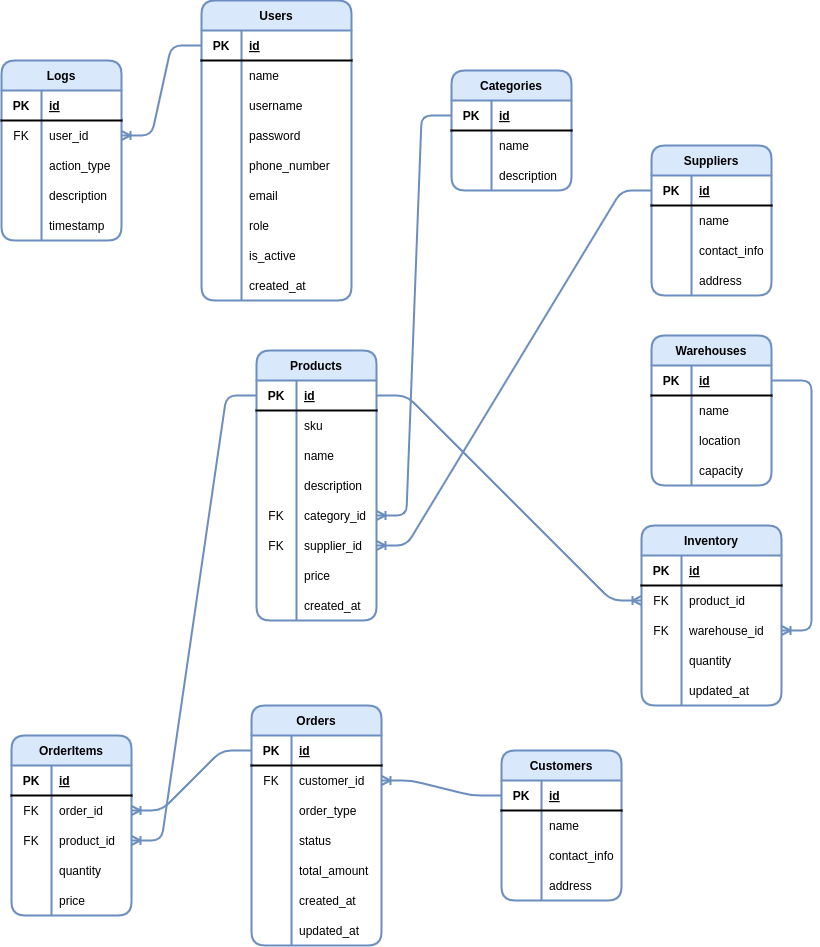 Users
PK id
name
username
password
phone_number
email
role
is_active
created_at
Logs
PK id
FK user_id
action_type
description
timestamp
Categories
PK id
name
description
Suppliers
PK id
name
contact_info
address
Warehouses
PK id
name
location
capacity
Products
PK id
sku
name
description
FK category_id
FK supplier_id
price
created_at
Inventory
PK id
FK product_id
FK warehouse_id
quantity
updated_at
OrderItems
PK id
FK order_id
FK product_id
quantity
price
Orders
PK id
FK customer_id
order_type
status
total_amount
created_at
updated_at
Customers
PK id
name
contact_info
address